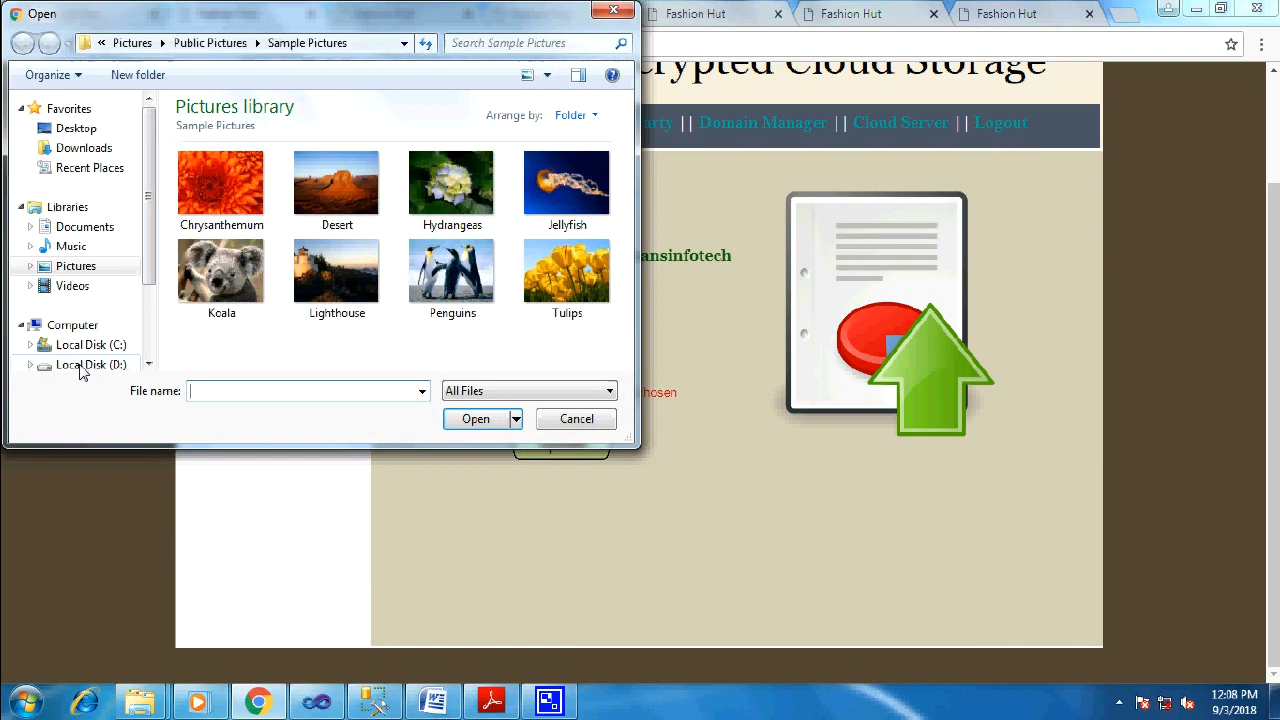 Open
Fashion Hut
Fashion Hut
Fashion Hut
« Pictures Public Pictures Sample Pictures
Search Sample Pictures
crypted Cloud Storage
Organize
New folder
Favorites
Desktop
Downloads
Recent Places
Libraries
Documents
Music
Pictures
Videos
Computer
Local Disk (C:)
Local Disk (D:)
Pictures library
Sample Pictures
Arrange by: Folder
Chrysanthemum
Desert
Hydrangeas
Jellyfish
Koala
Lighthouse
Penguins
Tulips
arty || Domain Manager || Cloud Server || Logout
ansinfotech
File name:
All Files
hosen
Open
Cancel
12:08 PM
9/3/2018